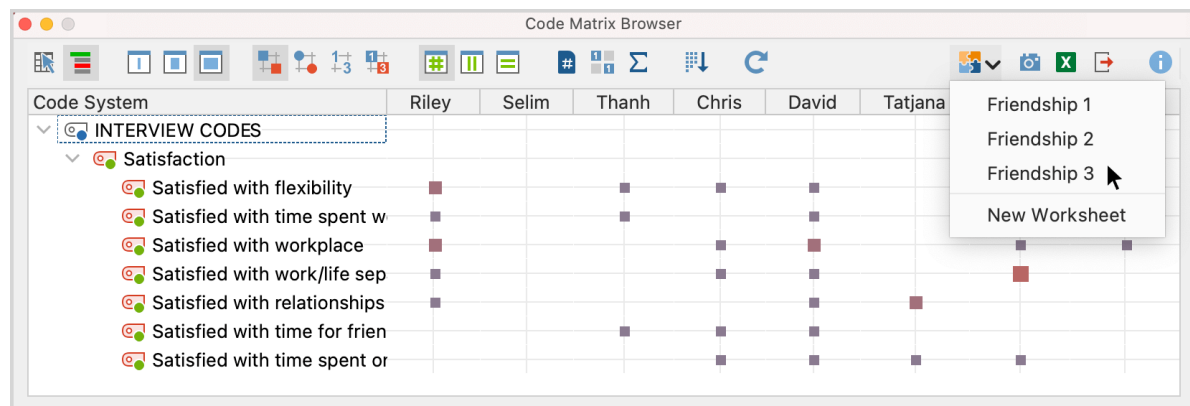 Code Matrix Browser
Code System Riley Selim Thanh Chris David Tatjana
Friendship 1
Friendship 2
Friendship 3
New Worksheet
INTERVIEW CODES
Satisfaction
Satisfied with flexibility
Satisfied with time spent w
Satisfied with workplace
Satisfied with work/life sep
Satisfied with relationships
Satisfied with time for frien
Satisfied with time spent or